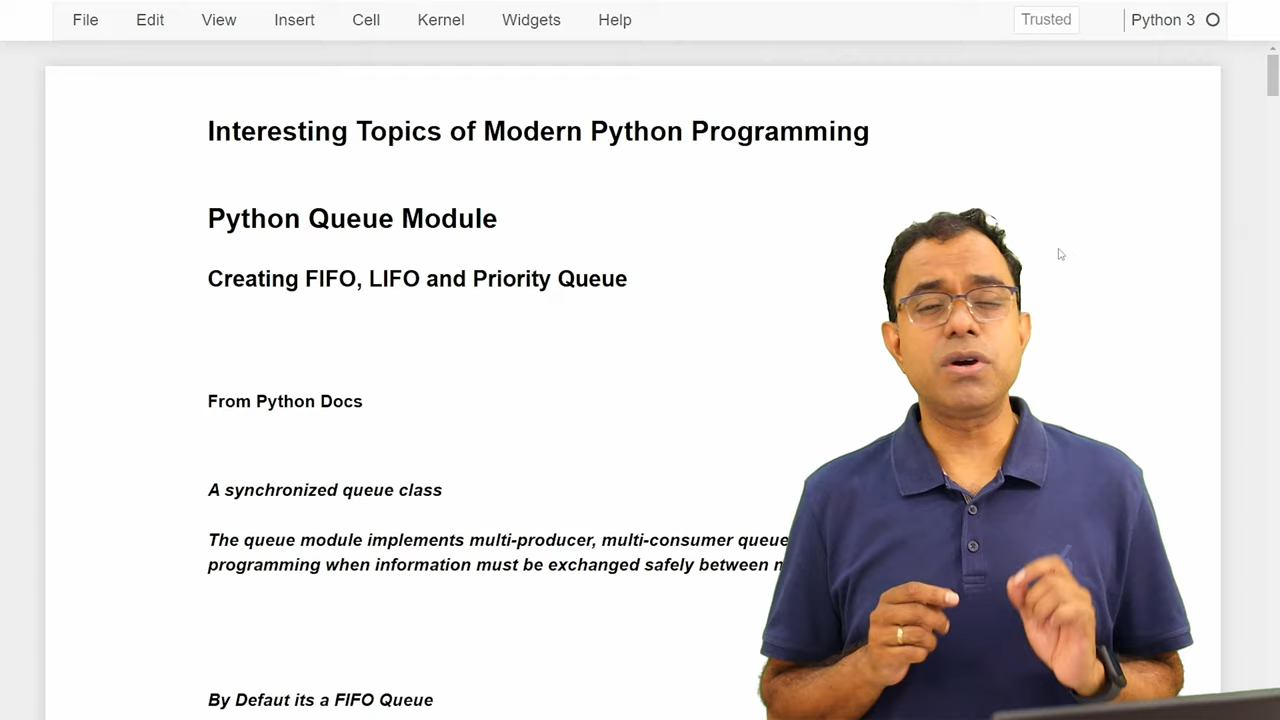 File Edit View Insert Cell Kernel Widgets Help Trusted Python 3
Interesting Topics of Modern Python Programming
Python Queue Module
Creating FIFO, LIFO and Priority Queue
From Python Docs
A synchronized queue class
The queue module implements multi-producer, multi-consumer queue
programming when information must be exchanged safely between
By Defaut its a FIFO Queue